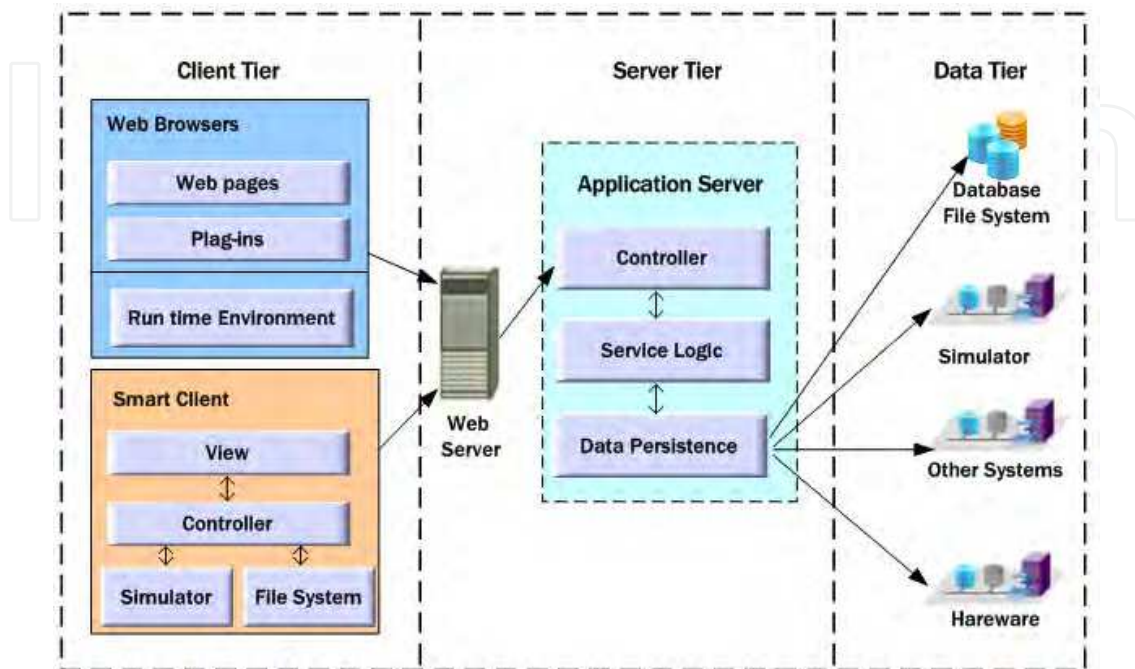 Client Tier
Web Browsers
Web pages
Plag-ins
Run time Environment
Smart Client
View
Controller
Simulator
File System
Web
Server
Server Tier
Application Server
Controller
Service Logic
Data Persistence
Data Tier
Database
File System
Simulator
Other Systems
Hareware